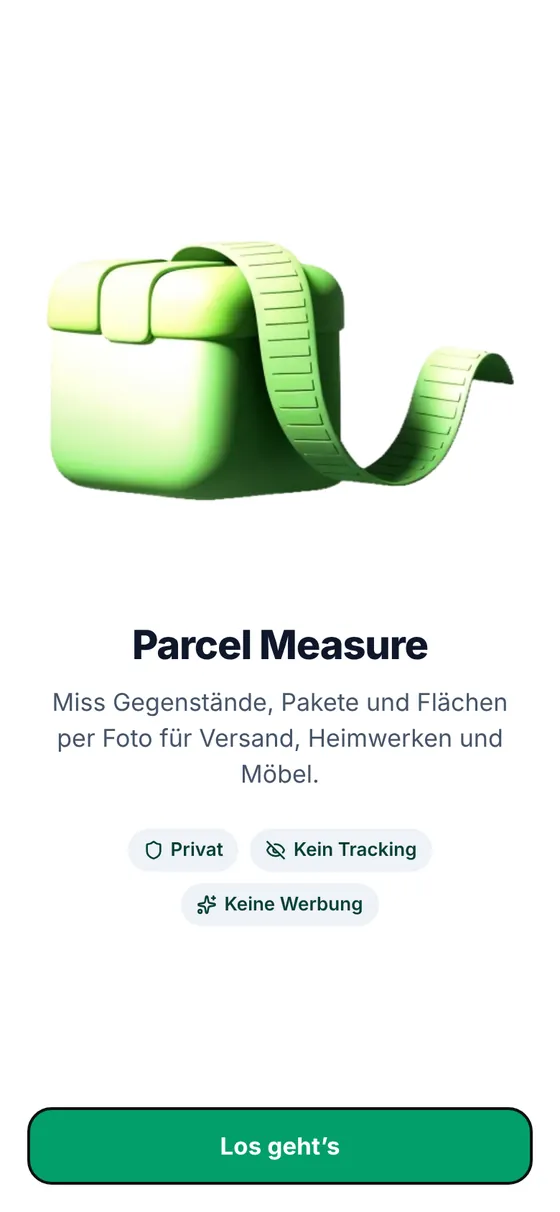 Parcel Measure
Miss Gegenstände, Pakete und Flächen
per Foto für Versand, Heimwerken und
Möbel.
Privat
Kein Tracking
Keine Werbung
Los geht’s